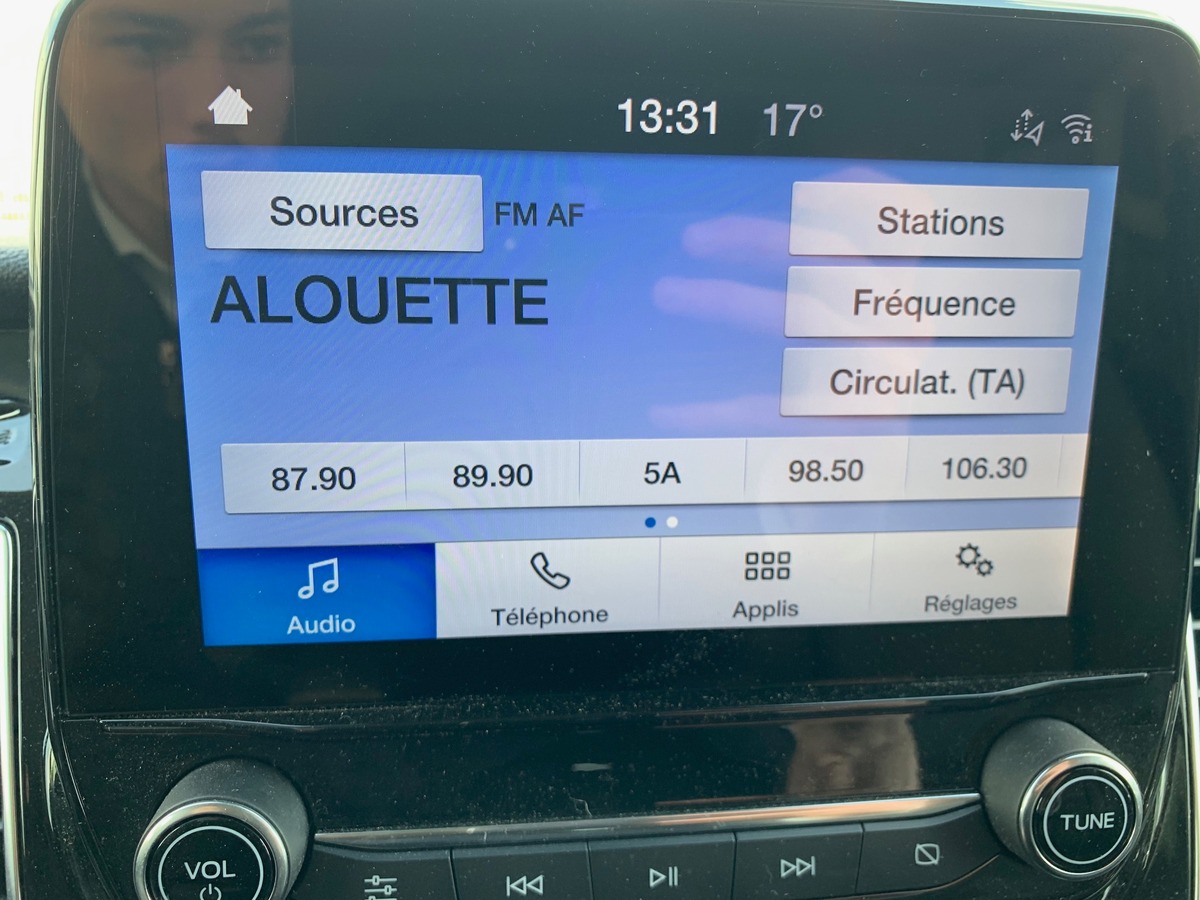 13:31 17°
Sources FM AF Stations
ALOUETTE
Fréquence
Circulat. (TA)
87.90 89.90 5A 98.50 106.30
Audio Téléphone Applis Réglages
VOL TUNE